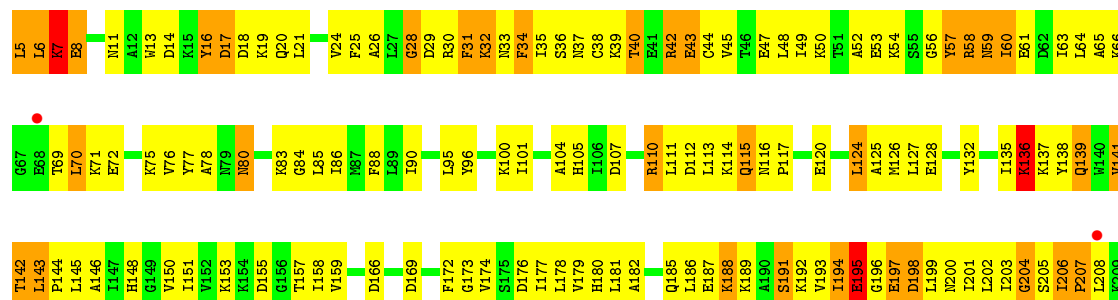 L5 L6 K7 E8 N11 A12 W13 D14 K15 Y16 D17 D18 K19 Q20 L21 V24 F25 A26 L27 G28 D29 R30 F31 K32 N33 F34 I35 S36 N37 C38 K39 T40 E41 R42 E43 C44 V45 T46 E47 L48 I49 K50 T51 A52 E53 K54 S55 G56 Y57 R58 N59 I60 E61 D62 I63 L64 A65 K66
G67 E68 T69 L70 K71 E72 K75 V76 Y77 A78 N79 N80 K83 G84 L85 I86 M87 F88 L89 I90 L95 Y96 K100 I101 A104 H105 I106 D107 R110 L111 D112 L113 K114 Q115 N116 P117 E120 L124 A125 M126 L127 E128 Y132 I135 K136 K137 Y138 Q139 W140 V141
T142 L143 P144 L145 A146 I147 H148 G149 V150 I151 V152 K153 K154 D155 G156 T157 I158 V159 D166 D169 F172 G173 V174 S175 D176 I177 L178 V179 H180 L181 A182 Q185 L186 E187 K188 K189 A190 S191 K192 V193 I194 E195 G196 E197 D198 L199 N200 I201 L202 I203 G204 S205 I206 P207 L208 K209